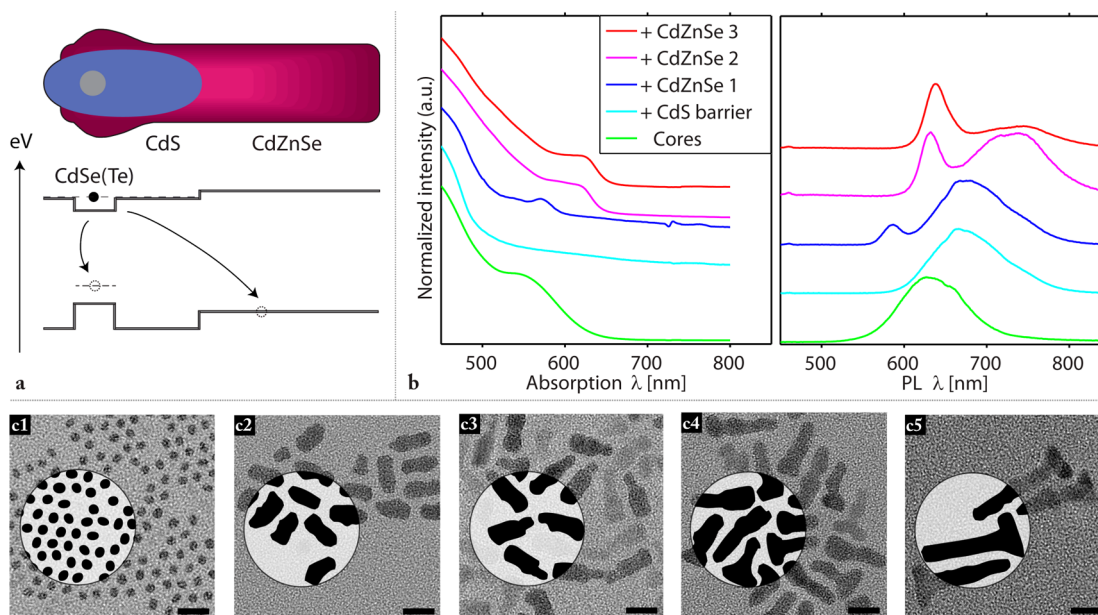 CdS CdZnSe
eV
CdSe(Te)
a
Normalized intensity (a.u.)
+ CdZnSe 3
+ CdZnSe 2
+ CdZnSe 1
+ CdS barrier
Cores
500 600 700 800
b Absorption λ [nm]
500 600 700 800
PL λ [nm]
c1
c2
c3
c4
c5